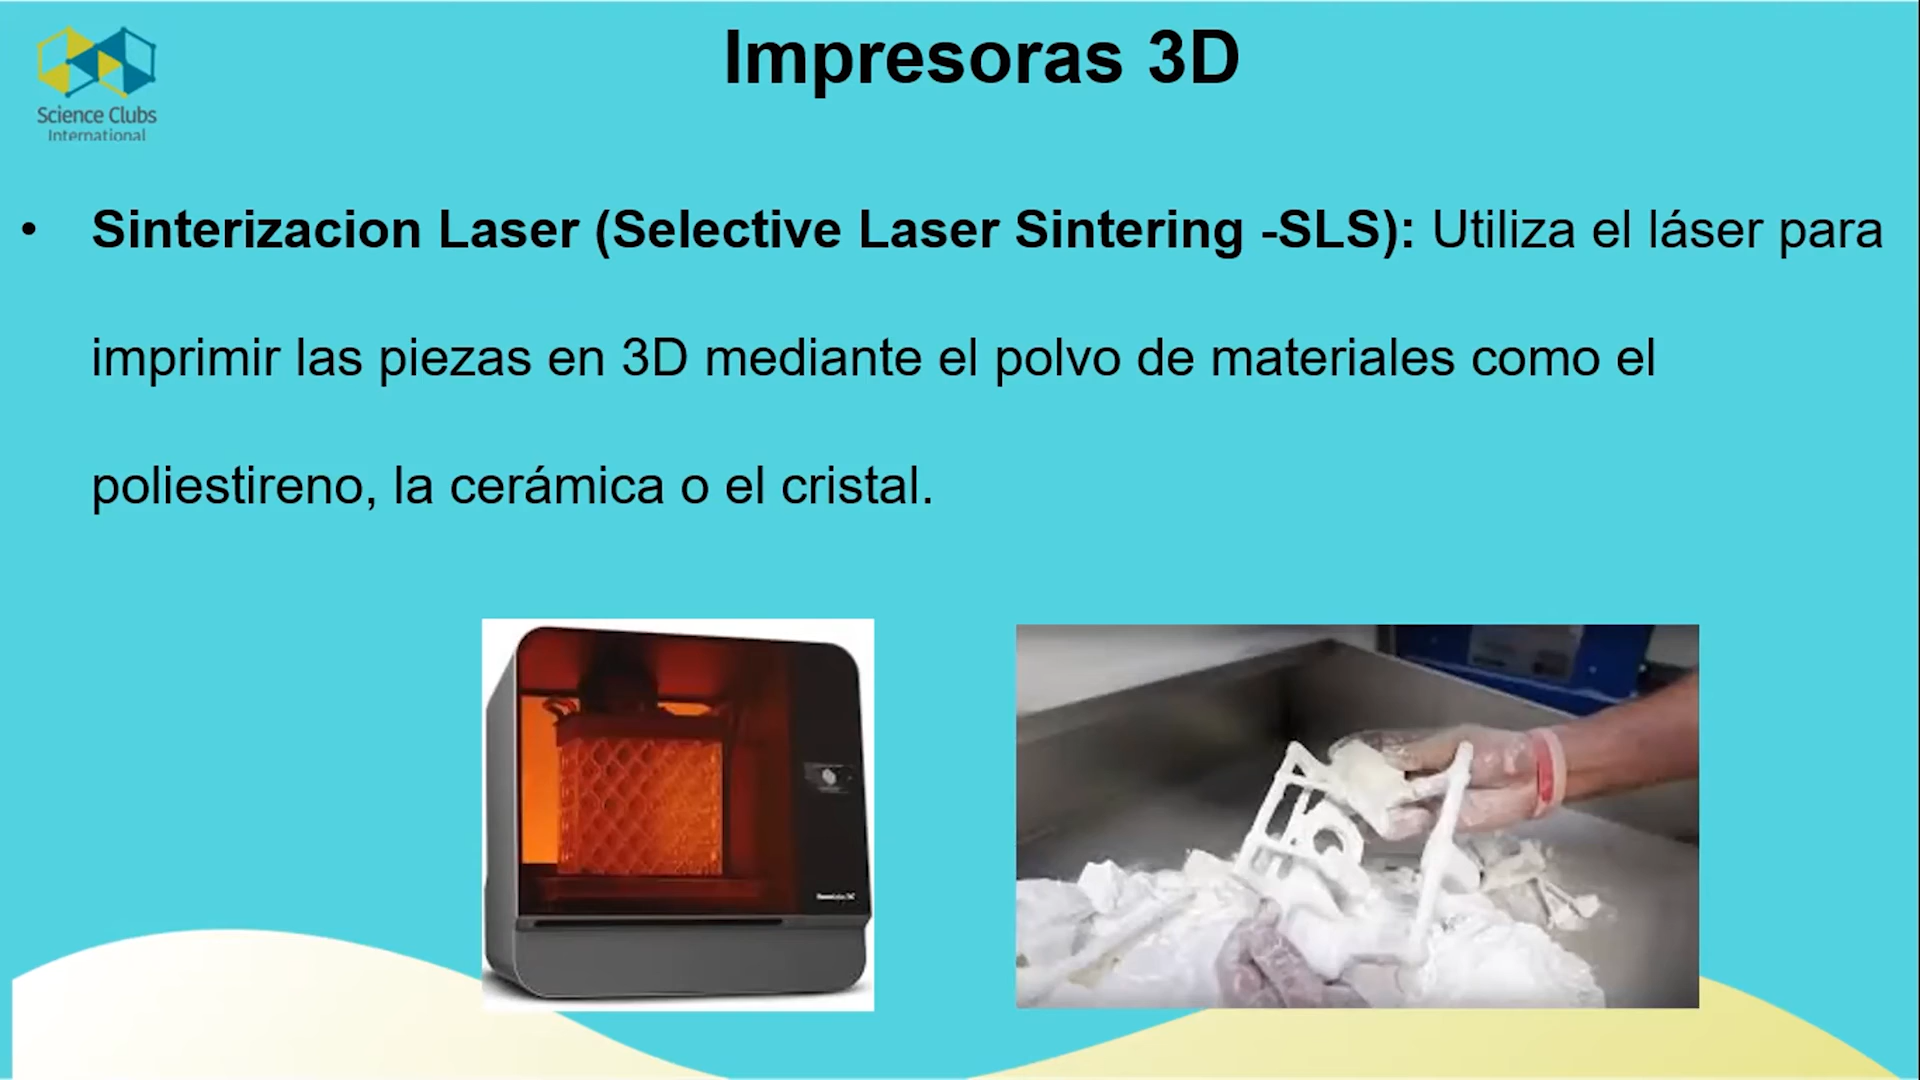 Impresoras 3D
Science Clubs
International
• Sinterizacion Laser (Selective Laser Sintering -SLS): Utiliza el láser para
imprimir las piezas en 3D mediante el polvo de materiales como el
poliestireno, la cerámica o el cristal.